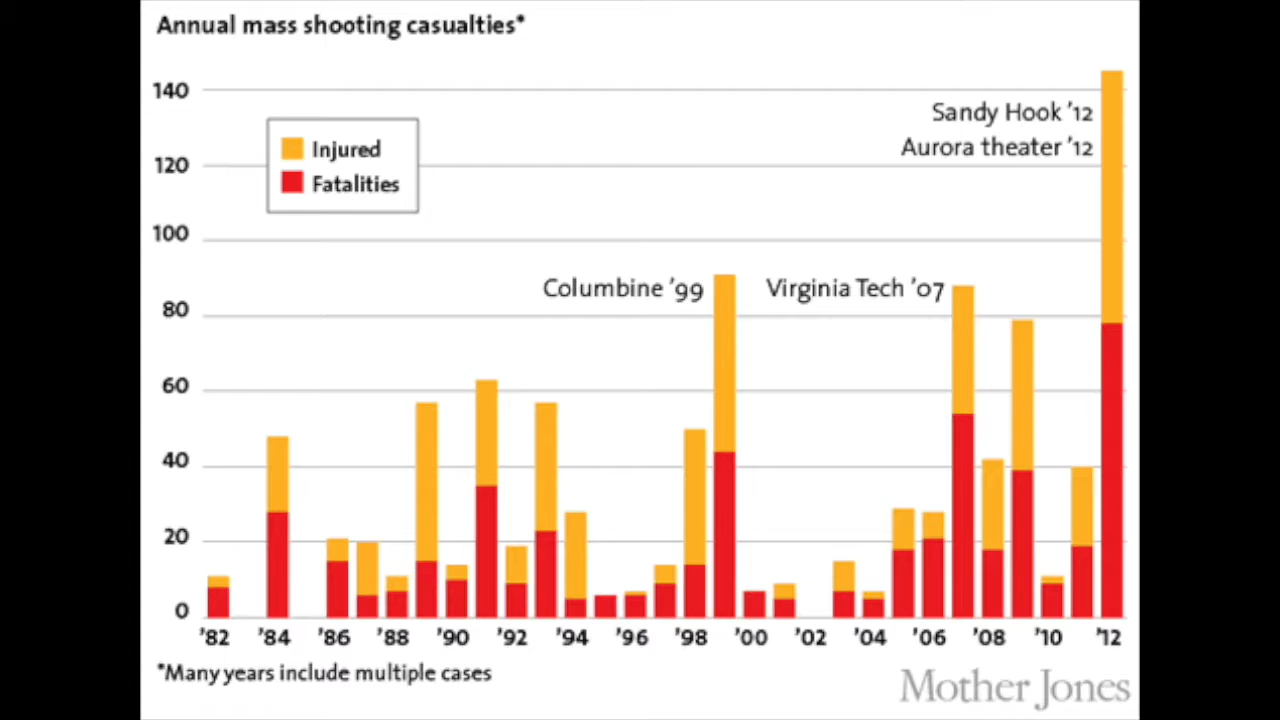 Annual mass shooting casualties*
140
120
100
80
60
40
20
0
Injured
Fatalities
Sandy Hook '12
Aurora theater '12
Columbine '99
Virginia Tech '07
'82 '84 '86 '88 '90 '92 '94 '96 '98 '00 '02 '04 '06 '08 '10 '12
*Many years include multiple cases
Mother Jones